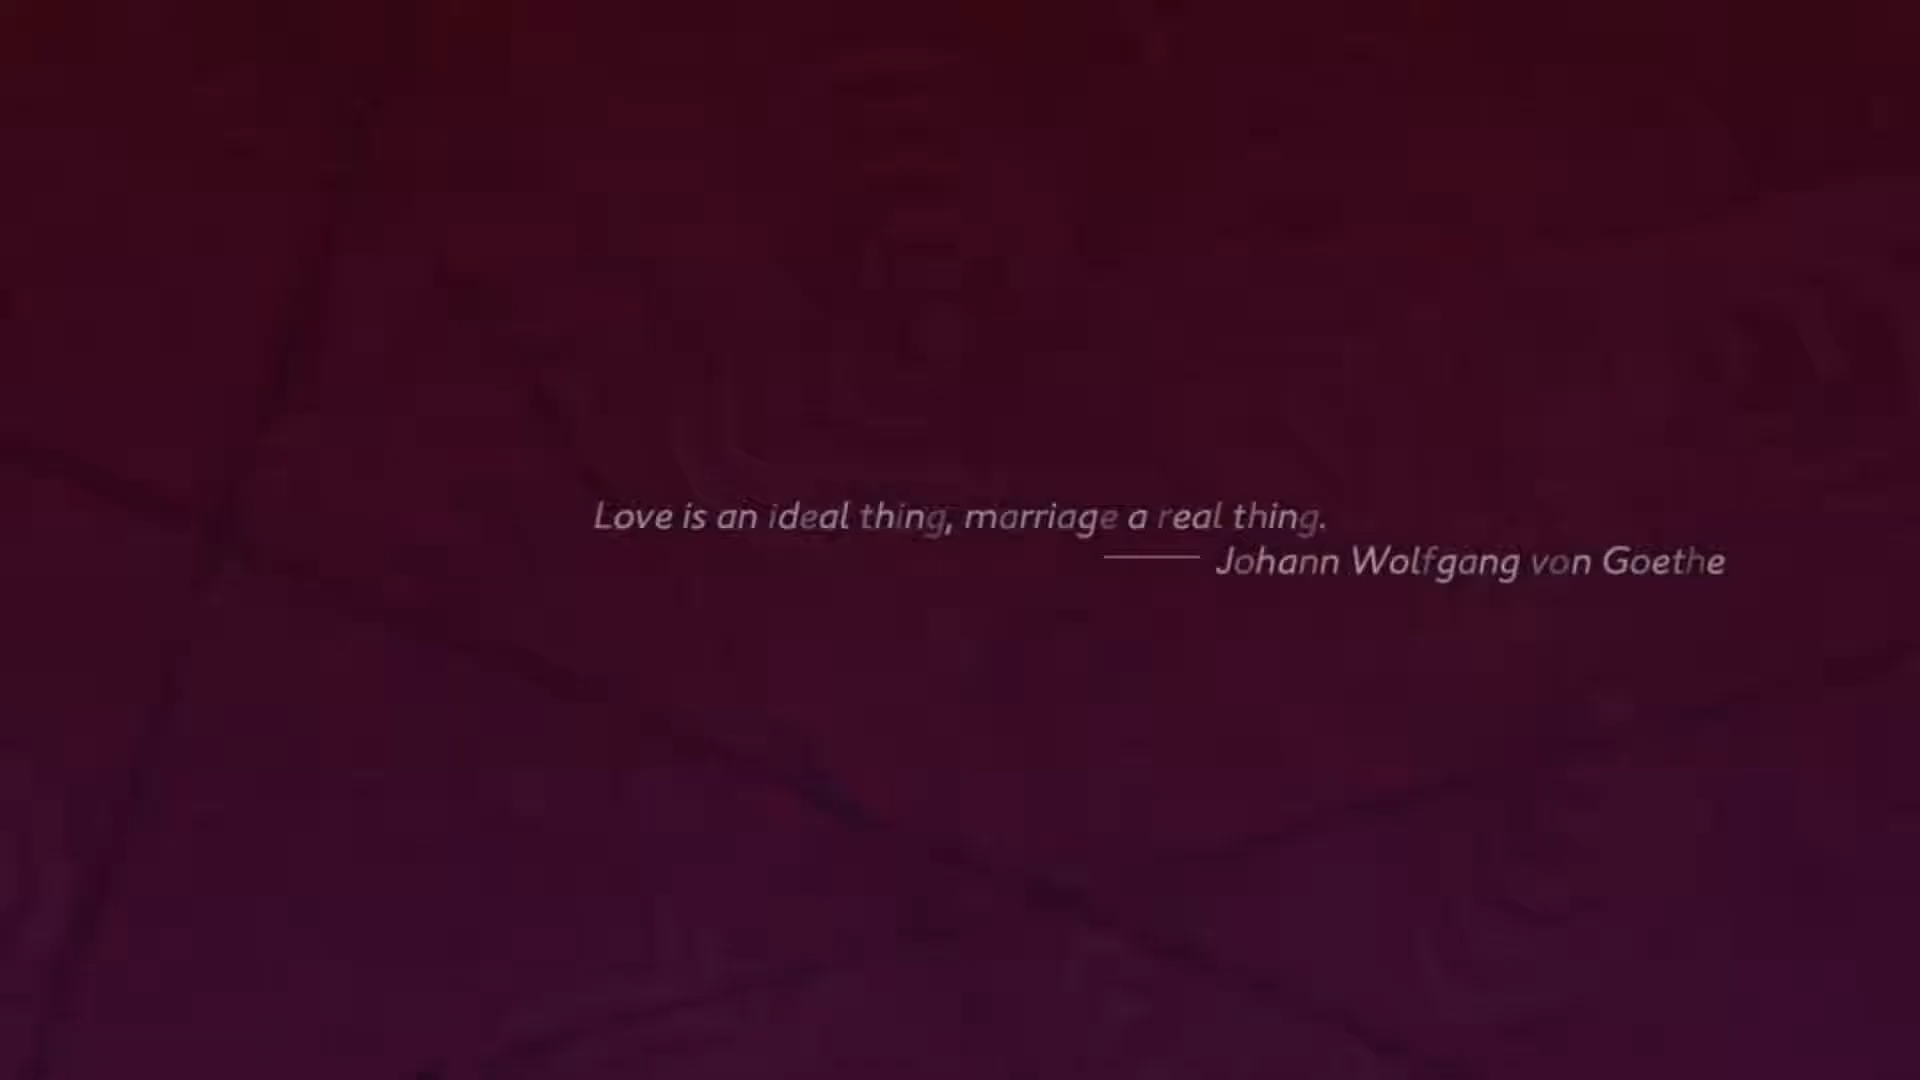 Love is an ideal thing, marriage a real thing.
Johann Wolfgang von Goethe